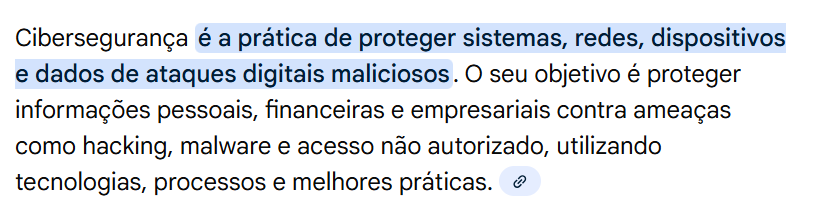 Cibersegurança é a prática de proteger sistemas, redes, dispositivos
e dados de ataques digitais maliciosos. O seu objetivo é proteger
informações pessoais, financeiras e empresariais contra ameaças
como hacking, malware e acesso não autorizado, utilizando
tecnologias, processos e melhores práticas.